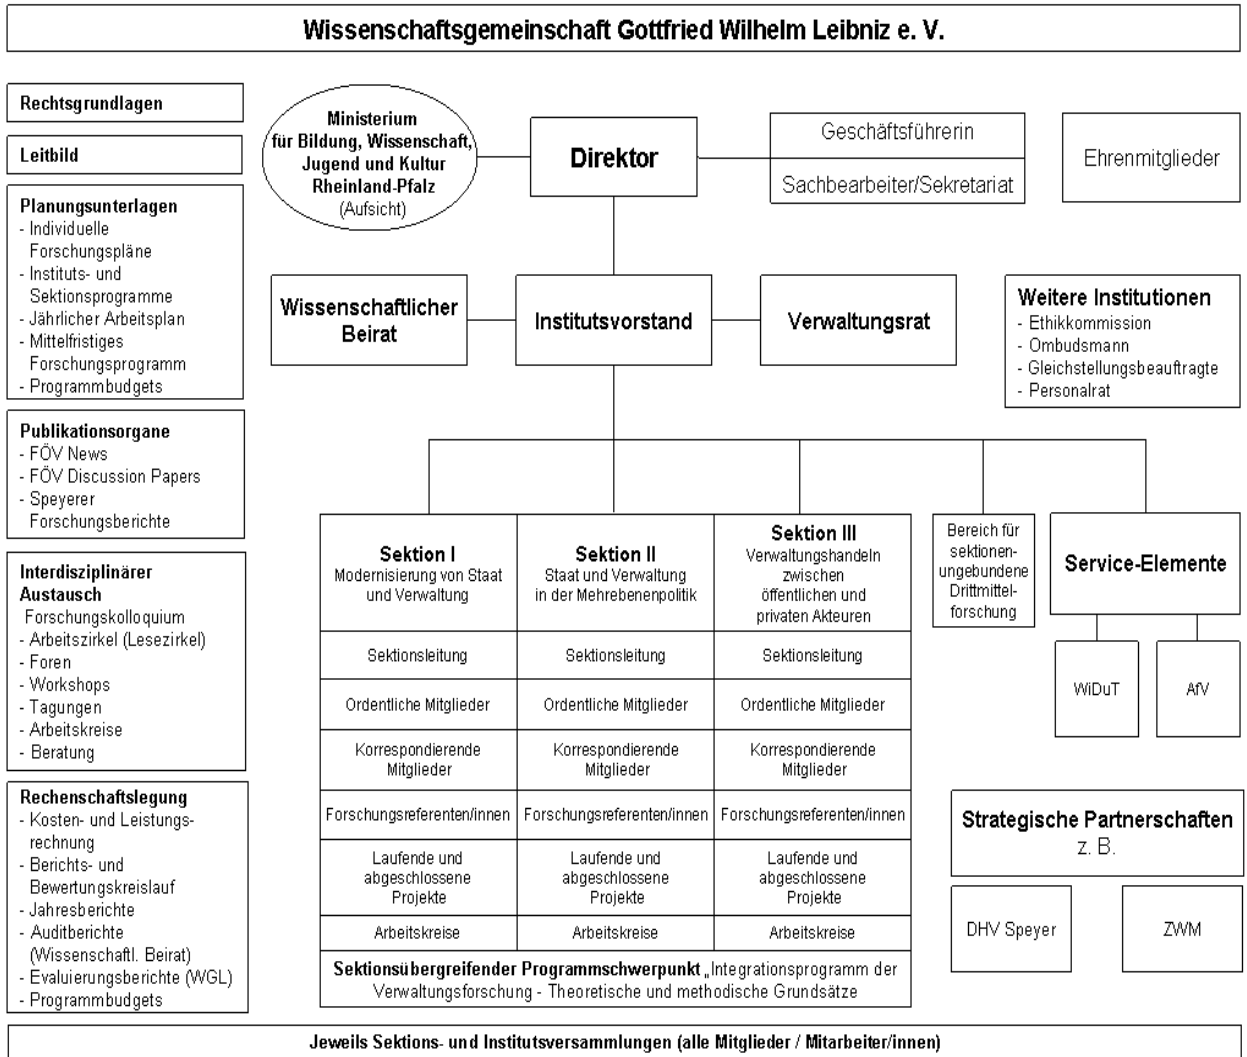 Wissenschaftsgemeinschaft Gottfried Wilhelm Leibniz e. V.
Rechtsgrundlagen
Leitbild
Planungsunterlagen
- Individuelle
Forschungspläne
- Instituts- und
Sektionsprogramme
- Jährlicher Arbeitsplan
- Mittelfristiges
Forschungsprogramm
- Programmbudgets
Publikationsorgane
- FÖV News
- FÖV Discussion Papers
- Speyerer
Forschungsberichte
Interdisziplinärer
Austausch
Forschungskolloquium
- Arbeitszirkel (Lesezirkel)
- Foren
- Workshops
- Tagungen
- Arbeitskreise
- Beratung
Rechenschaftslegung
- Kosten- und Leistungs-
rechnung
- Berichts- und
Bewertungskreislauf
- Jahresberichte
- Auditberichte
(Wissenschaftl. Beirat)
- Evaluierungsberichte (WGL)
- Programmbudgets
Ministerium
für Bildung, Wissenschaft,
Jugend und Kultur
Rheinland-Pfalz
(Aufsicht)
Direktor
Geschäftsführerin
Sachbearbeiter/Sekretariat
Ehrenmitglieder
Wissenschaftlicher
Beirat
Institutsvorstand
Verwaltungsrat
Weitere Institutionen
- Ethikkommission
- Ombudsmann
- Gleichstellungsbeauftragte
- Personalrat
Sektion I
Modernisierung von Staat
und Verwaltung
Sektion II
Staat und Verwaltung
in der Mehrebenenpolitik
Sektion III
Verwaltungshandeln
zwischen
öffentlichen und
privaten Akteuren
Bereich für
sektionen-
ungebundene
Drittmittel-
forschung
Service-Elemente
WiDuT
AfV
Sektionsleitung
Sektionsleitung
Sektionsleitung
Ordentliche Mitglieder
Ordentliche Mitglieder
Ordentliche Mitglieder
Korrespondierende
Mitglieder
Korrespondierende
Mitglieder
Korrespondierende
Mitglieder
Forschungsreferenten/innen
Forschungsreferenten/innen
Forschungsreferenten/innen
Laufende und
abgeschlossene
Projekte
Laufende und
abgeschlossene
Projekte
Laufende und
abgeschlossene
Projekte
Arbeitskreise
Arbeitskreise
Arbeitskreise
Sektionsübergreifender Programmschwerpunkt „Integrationsprogramm der
Verwaltungsforschung - Theoretische und methodische Grundsätze
Strategische Partnerschaften
z. B.
DHV Speyer
ZWM
Jeweils Sektions- und Institutsversammlungen (alle Mitglieder / Mitarbeiter/innen)